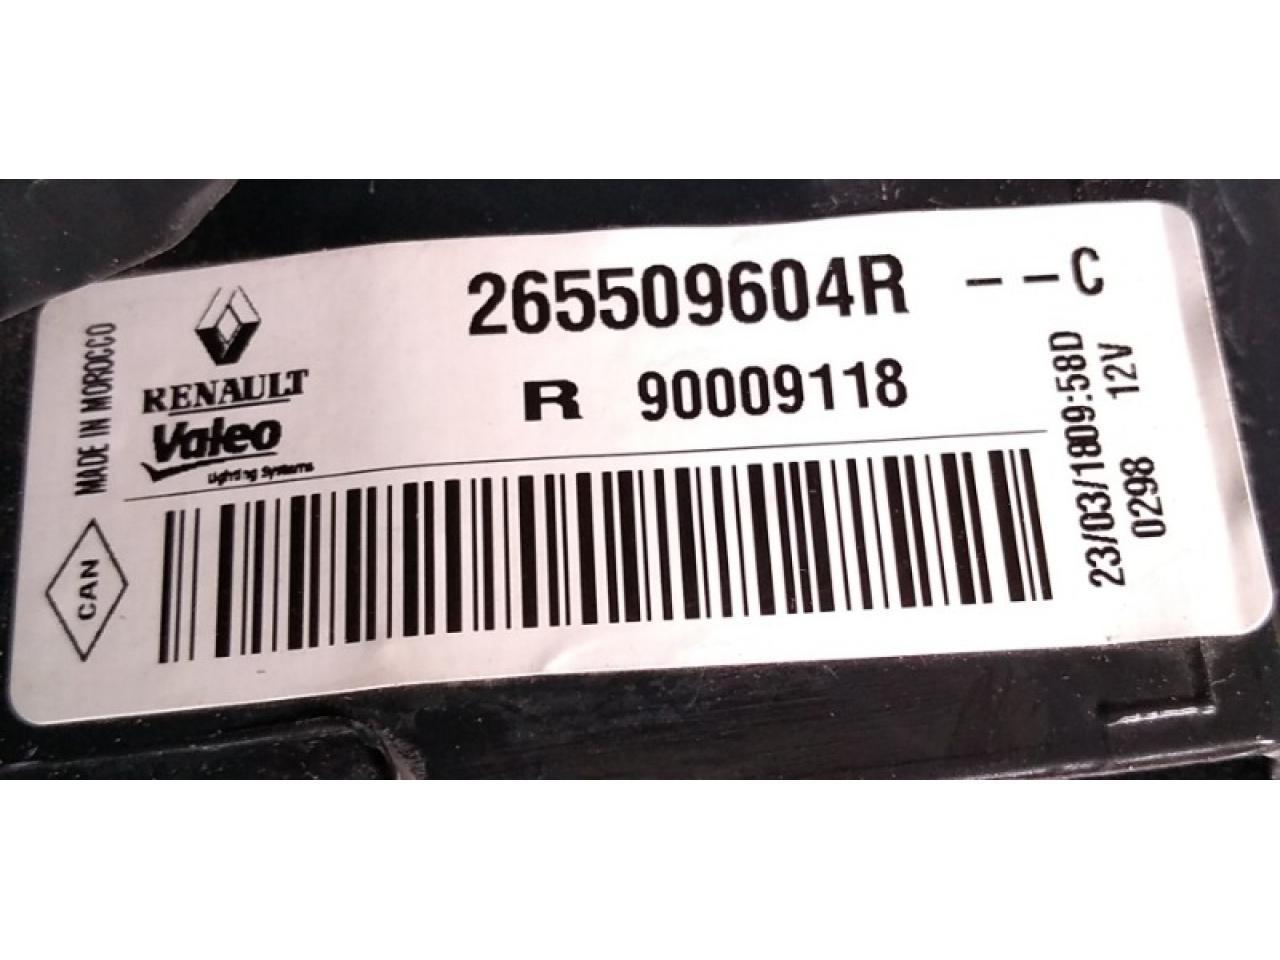 265509604R --C
R 90009118
RENAULT
Valeo
Lighting Systems
MADE IN MOROCCO
CAN
23/03/1809:58D
0298 12V